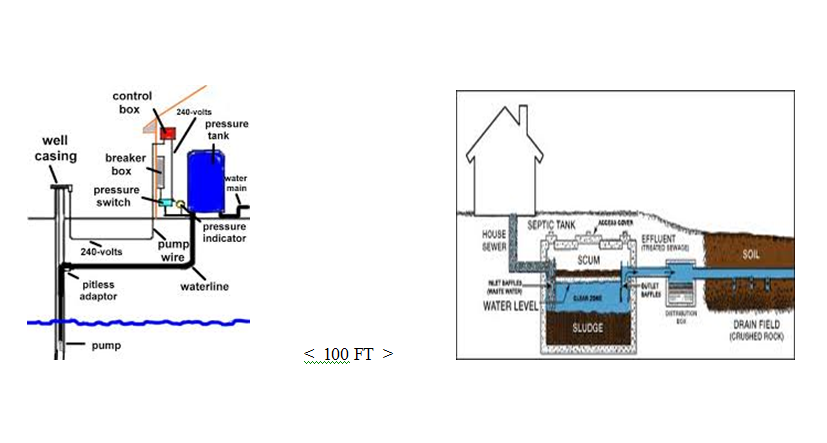 control
box
240-volts
pressure
tank
well
casing
breaker
box
water
main
pressure
switch
pressure
indicator
240-volts
pump
wire
pitless
adaptor
waterline
pump
< 100 FT >
SEPTIC TANK
ACCESS COVER
HOUSE
SEWER
EFFLUENT
(TREATED SEWAGE)
SCUM
SOIL
INLET BAFFLES
(WASTE WATER)
CLEAR ZONE
OUTLET
BAFFLES
WATER LEVEL
DISTRIBUTION
BOX
SLUDGE
DRAIN FIELD
(CRUSHED ROCK)